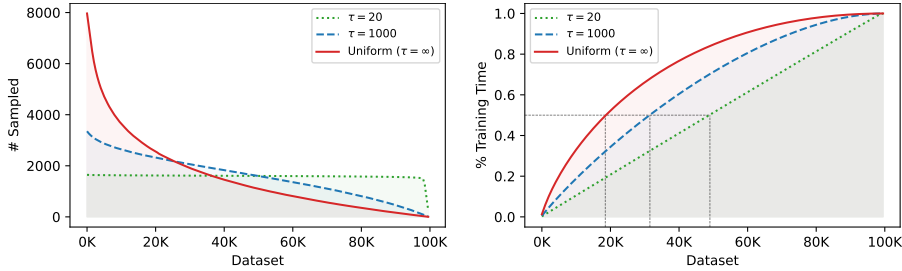 8000
6000
4000
2000
0
# Sampled
τ = 20
τ = 1000
Uniform (τ = ∞)
0K
20K
40K
60K
80K
100K
Dataset
1.0
0.8
0.6
0.4
0.2
0.0
% Training Time
τ = 20
τ = 1000
Uniform (τ = ∞)
0K
20K
40K
60K
80K
100K
Dataset